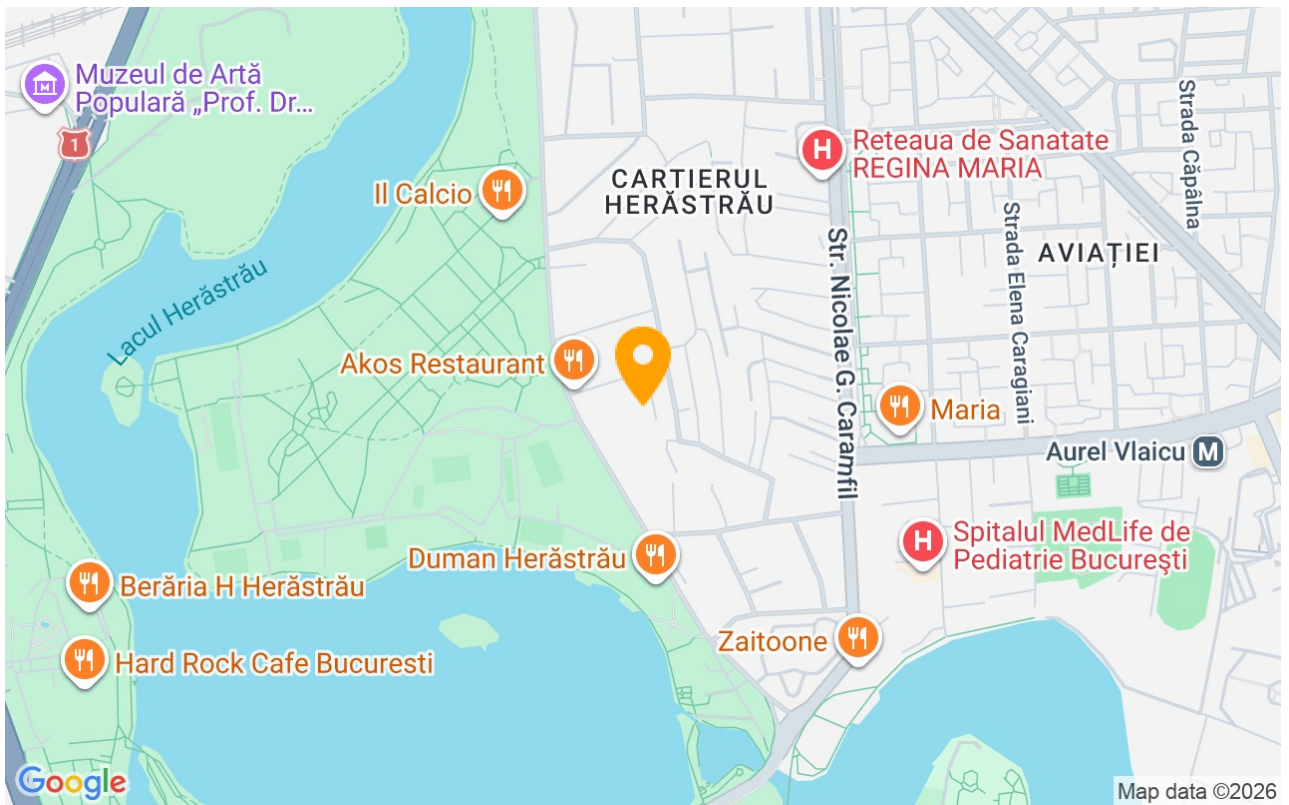 Muzeul de Artă
Populară „Prof. Dr...
1
Strada Căpâlna
H
Reteaua de Sanatate
REGINA MARIA
CARTIERUL
HERĂSTRĂU
Il Calcio
Strada Elena Caragiani
AVIAȚIEI
Str. Nicolae G. Caramfil
Lacul Herăstrău
Akos Restaurant
Maria
Aurel Vlaicu M
H
Spitalul MedLife de
Pediatrie Bucureşti
Duman Herăstrău
Berăria H Herăstrău
Zaitoone
Hard Rock Cafe Bucuresti
Google
Map data ©2026